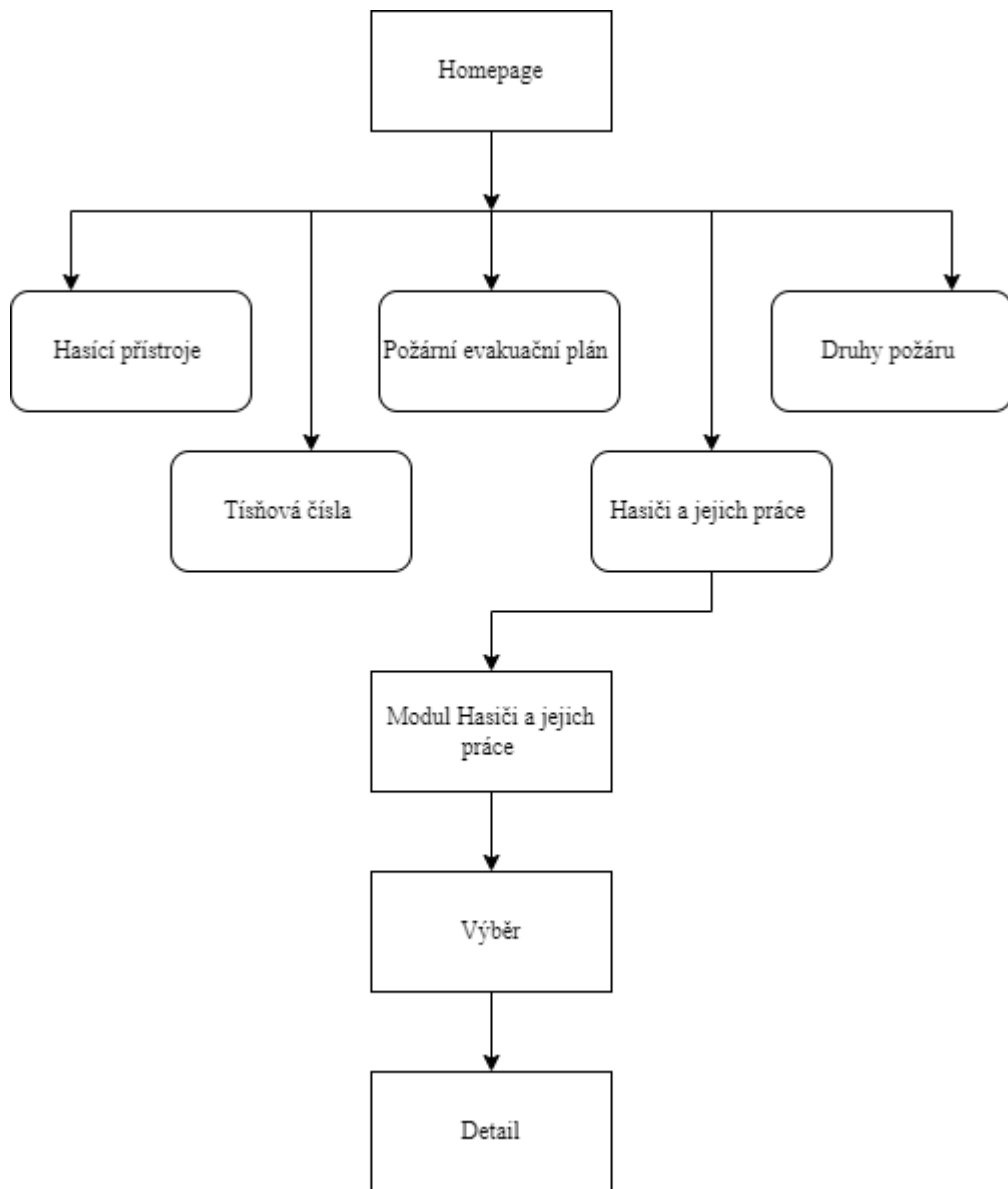 Homepage
Hasící přístroje
Požární evakuační plán
Druhy požáru
Tísňová čísla
Hasiči a jejich práce
Modul Hasiči a jejich
práce
Výběr
Detail